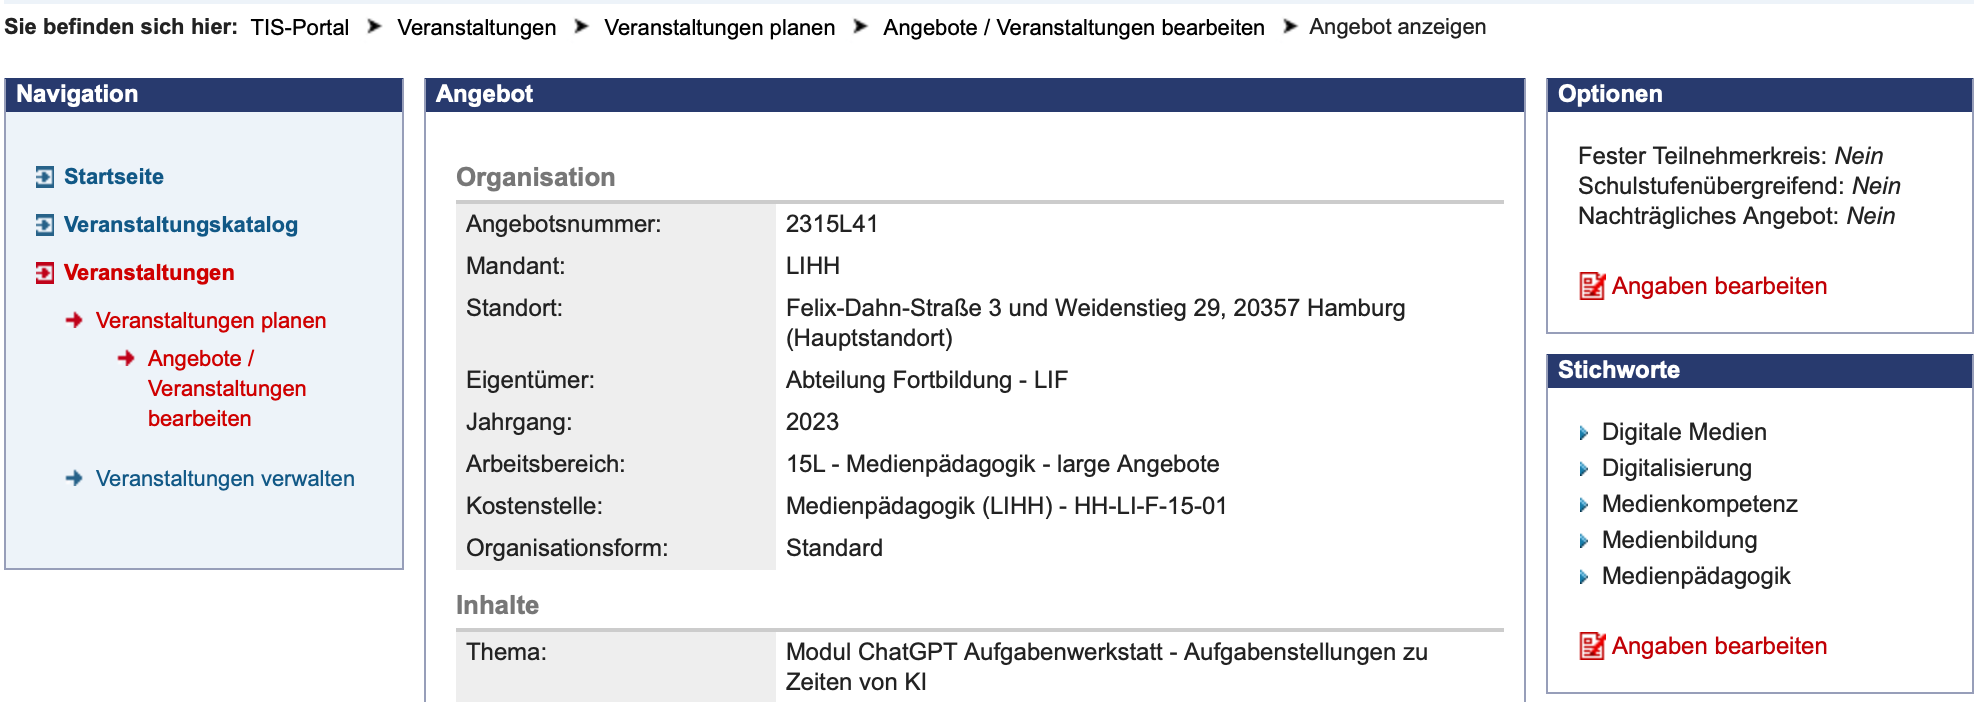 Sie befinden sich hier: TIS-Portal Veranstaltungen Veranstaltungen planen Angebote / Veranstaltungen bearbeiten Angebot anzeigen
Navigation
Startseite
Veranstaltungskatalog
Veranstaltungen
Veranstaltungen planen
Angebote /
Veranstaltungen
bearbeiten
Veranstaltungen verwalten
Angebot
Organisation
Angebotsnummer: 2315L41
Mandant: LIHH
Standort: Felix-Dahn-Straße 3 und Weidenstieg 29, 20357 Hamburg
(Hauptstandort)
Eigentümer: Abteilung Fortbildung - LIF
Jahrgang: 2023
Arbeitsbereich: 15L - Medienpädagogik - large Angebote
Kostenstelle: Medienpädagogik (LIHH) - HH-LI-F-15-01
Organisationsform: Standard
Inhalte
Thema: Modul ChatGPT Aufgabenwerkstatt - Aufgabenstellungen zu
Zeiten von KI
Optionen
Fester Teilnehmerkreis: Nein
Schulstufenübergreifend: Nein
Nachträgliches Angebot: Nein
Angaben bearbeiten
Stichworte
Digitale Medien
Digitalisierung
Medienkompetenz
Medienbildung
Medienpädagogik
Angaben bearbeiten